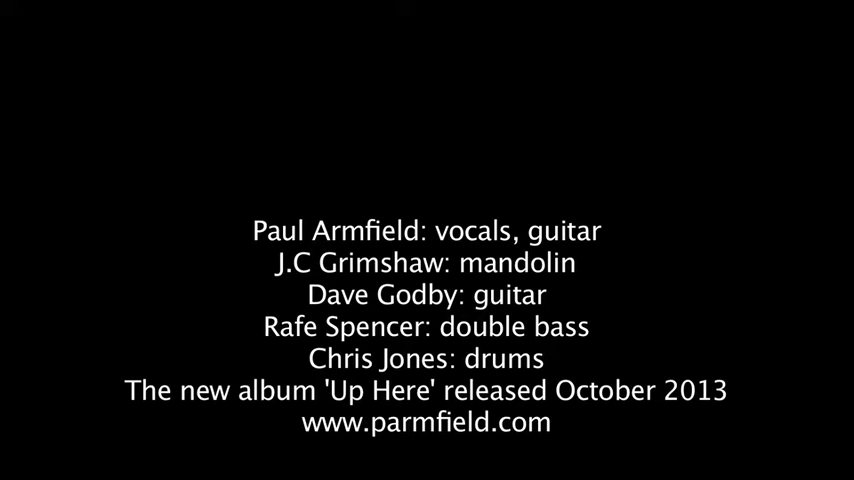 Paul Armfield: vocals, guitar
J.C Grimshaw: mandolin
Dave Godby: guitar
Rafe Spencer: double bass
Chris Jones: drums
The new album 'Up Here' released October 2013
www.parmfield.com